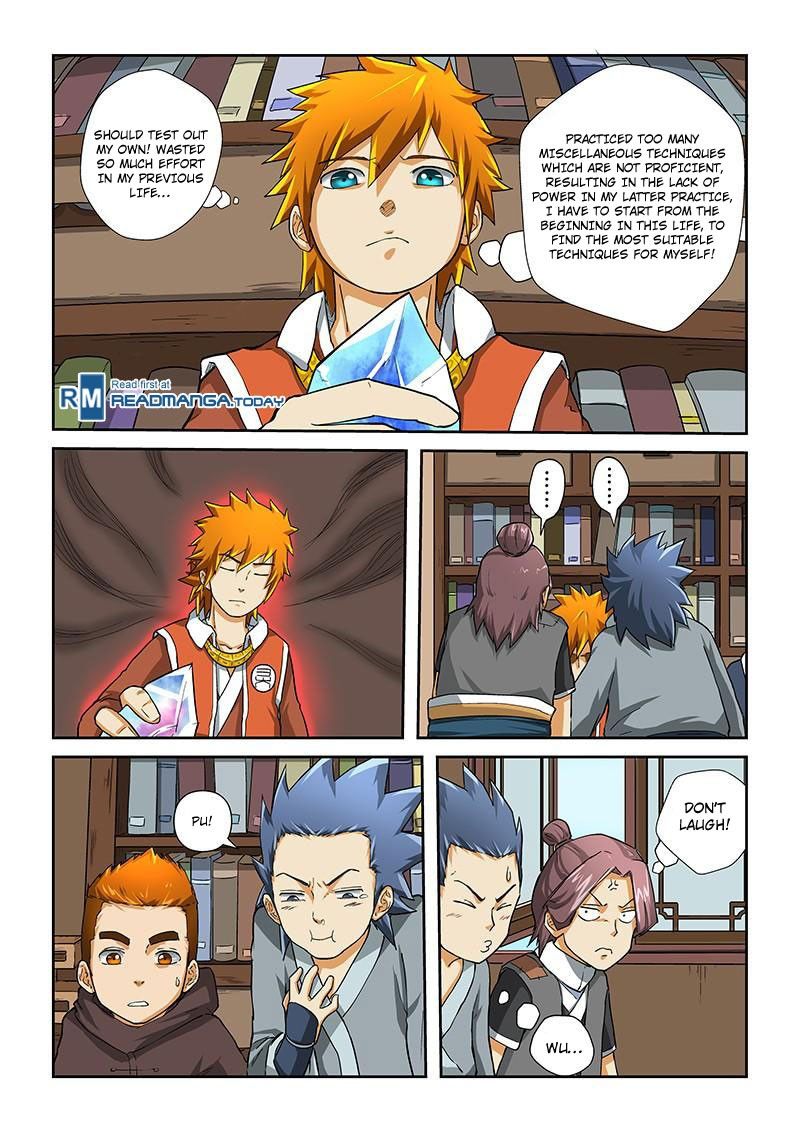 SHOULD TEST OUT
MY OWN! WASTED
SO MUCH EFFORT
IN MY PREVIOUS
LIFE...
PRACTICED TOO MANY
MISCELLANEOUS TECHNIQUES
WHICH ARE NOT PROFICIENT,
RESULTING IN THE LACK OF
POWER IN MY LATTER PRACTICE,
I HAVE TO START FROM THE
BEGINNING IN THIS LIFE, TO
FIND THE MOST SUITABLE
TECHNIQUES FOR MYSELF!
RM Read first at
READMANGA.TODAY
......
......
PU!
DON'T
LAUGH!
WU...